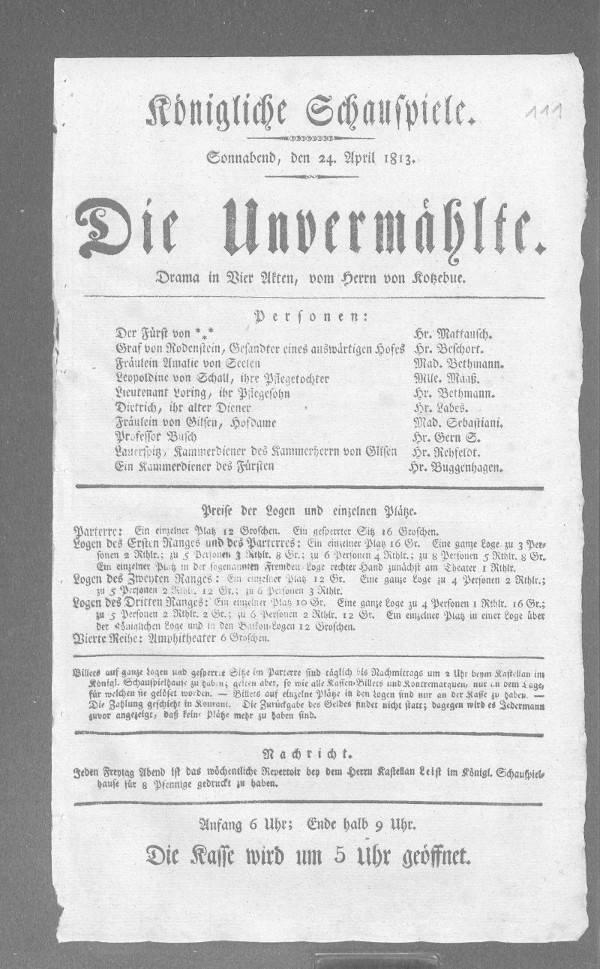 111
Königliche Schauspiele.
Sonnabend, den 24. April 1813.
Die Unvermählte.
Drama in Vier Akten, vom Herrn von Kotzebue.
Personen:
Der Fürst von *** Hr. Mattausch.
Graf von Rodenstein, Gesandter eines auswärtigen Hofes Hr. Beschort.
Fräulein Amalie von Seelen Mad. Bethmann.
Leopoldine von Schall, ihre Pflegetochter Mlle. Maaß.
Lieutenant Loring, ihr Pflegesohn Hr. Bethmann.
Dietrich, ihr alter Diener Hr. Labes.
Fräulein von Gilsen, Hofdame Mad. Sebastiani.
Professor Busch Hr. Gern S.
Lauerspitz, Kammerdiener des Kammerherrn von Gilsen Hr. Rehfeldt.
Ein Kammerdiener des Fürsten Hr. Buggenhagen.
Preise der Logen und einzelnen Plätze.
Parterre: Ein einzelner Platz 12 Groschen. Ein gesperrter Sitz 16 Groschen.
Logen des Ersten Ranges und des Parterres: Ein einzelner Platz 16 Gr. Eine ganze Loge zu 3 Per-
sonen 2 Rthlr.; zu 5 Personen 3 Rthlr. 8 Gr.; zu 6 Personen 4 Rthlr.; zu 8 Personen 5 Rthlr. 8 Gr.
Ein einzelner Platz in der sogenannten Fremden-Loge rechter Hand zunächst am Theater 1 Rthlr.
Logen des Zweyten Ranges: Ein einzelner Platz 12 Gr. Eine ganze Loge zu 4 Personen 2 Rthlr.;
zu 5 Personen 2 Rthlr. 12 Gr.; zu 6 Personen 3 Rthlr.
Logen des Dritten Ranges: Ein einzelner Platz 10 Gr. Eine ganze Loge zu 4 Personen 1 Rthlr. 16 Gr.;
zu 5 Personen 2 Rthlr. 2 Gr.; zu 6 Personen 2 Rthlr. 12 Gr. Ein einzelner Platz in einer Loge über
der Königlichen Loge und in den Balkon-Logen 12 Groschen.
Vierte Reihe: Amphitheater 6 Groschen.
Billets auf ganze Logen und gesperrte Sitze im Parterre sind täglich bis Nachmittags um 2 Uhr beym Kastellan im
Königl. Schauspielhause zu haben; gelten aber, so wie alle Kassen-Billets und Kontremarquen, nur an dem Tage,
für welchen sie gelöset worden. — Billets auf einzelne Plätze in den Logen sind nur an der Kasse zu haben. —
Die Zahlung geschieht in Kourant. Die Zurückgabe des Geldes findet nicht statt; dagegen wird es Jedermann
zuvor angezeigt, daß keine Plätze mehr zu haben sind.
Nachricht.
Jeden Freytag Abend ist das wöchentliche Repertoir bey dem Herrn Kastellan Leist im Königl. Schauspiel-
hause für 8 Pfennige gedruckt zu haben.
Anfang 6 Uhr; Ende halb 9 Uhr.
Die Kasse wird um 5 Uhr geöffnet.